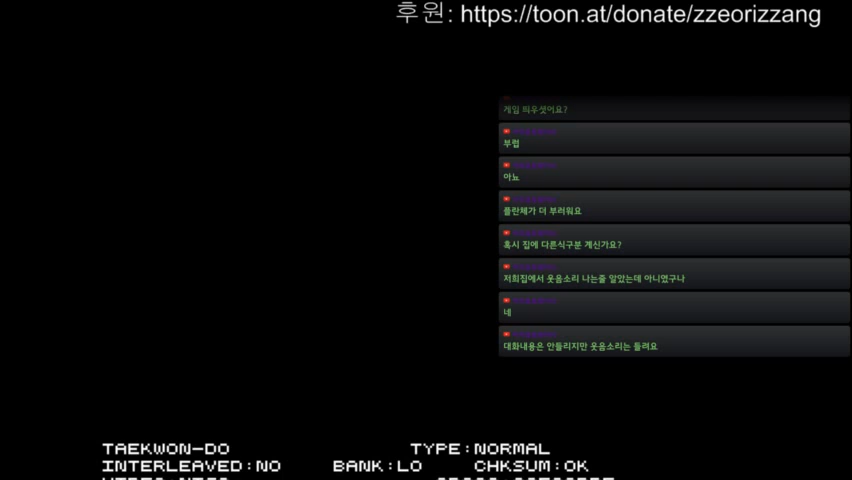 후원: https://toon.at/donate/zzeorizzang
게임 띄우셧어요?
부럽
아뇨
플란체가 더 부러워요
혹시 집에 다른식구분 계신가요?
저희집에서 웃음소리 나는줄 알았는데 아니였구나
네
대화내용은 안들리지만 웃음소리는 들려요
TAEKWON-DO TYPE:NORMAL
INTERLEAVED:NO BANK:LO CHKSUM:OK